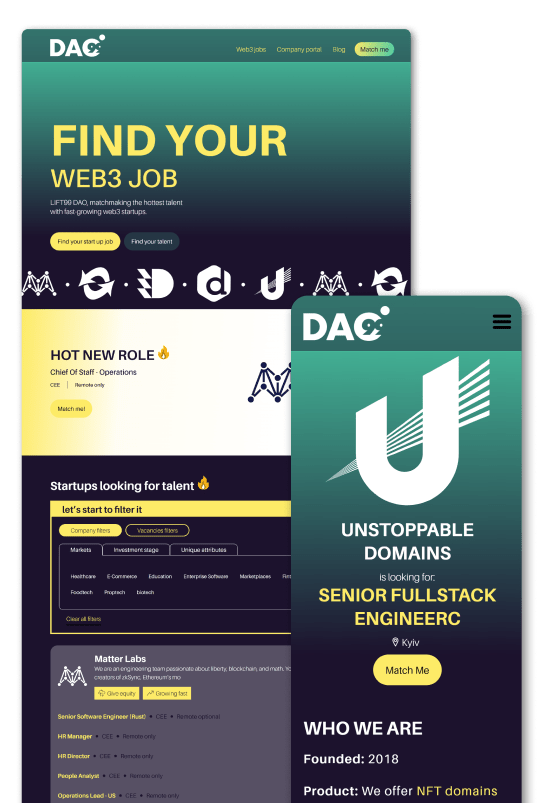 DAO 99
Web3 jobs Company portal Blog Match me
FIND YOUR
WEB3 JOB
LIFT99 DAO, matchmaking the hottest talent
with fast-growing web3 startups.
Find your start up job Find your talent
HOT NEW ROLE 🔥
Chief Of Staff - Operations
CEE | Remote only
Match me!
Startups looking for talent 🔥
let's start to filter it
Company filters Vacancies filters
Markets Investment stage Unique attributes
Healthcare E-Commerce Education Enterprise Software Marketplaces
Foodtech Proptech biotech
Clear all filters
Matter Labs
We are an engineering team passionate about liberty, blockchain, and math.
creators of zkSync, Ethereum's mo
Give equity Growing fast
Senior Software Engineer (Rust) • CEE • Remote optional
HR Manager • CEE • Remote only
HR Director • CEE • Remote only
People Analyst • CEE • Remote only
Operations Lead - US • CEE • Remote only
DAO 99
UNSTOPPABLE
DOMAINS
is looking for:
SENIOR FULLSTACK
ENGINEERC
Kyiv
Match Me
WHO WE ARE
Founded: 2018
Product: We offer NFT domains